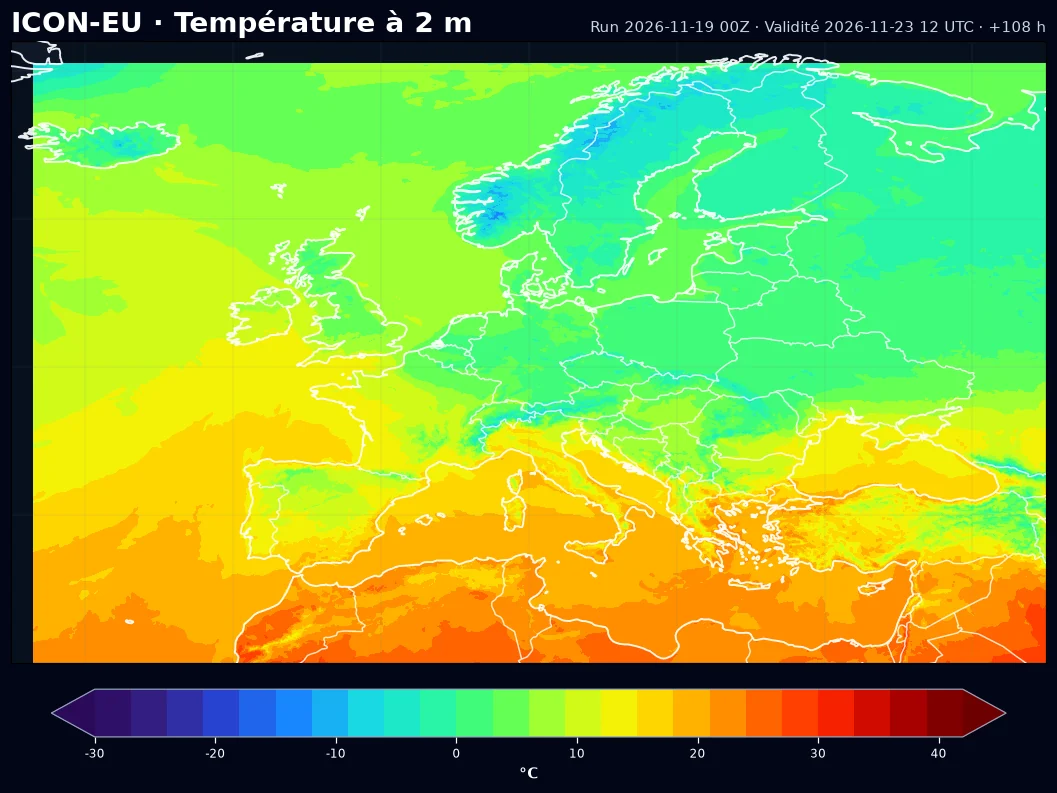 ICON-EU · Température à 2 m
Run 2026-11-19 00Z · Validité 2026-11-23 12 UTC · +108 h
-30 -20 -10 0 10 20 30 40
°C